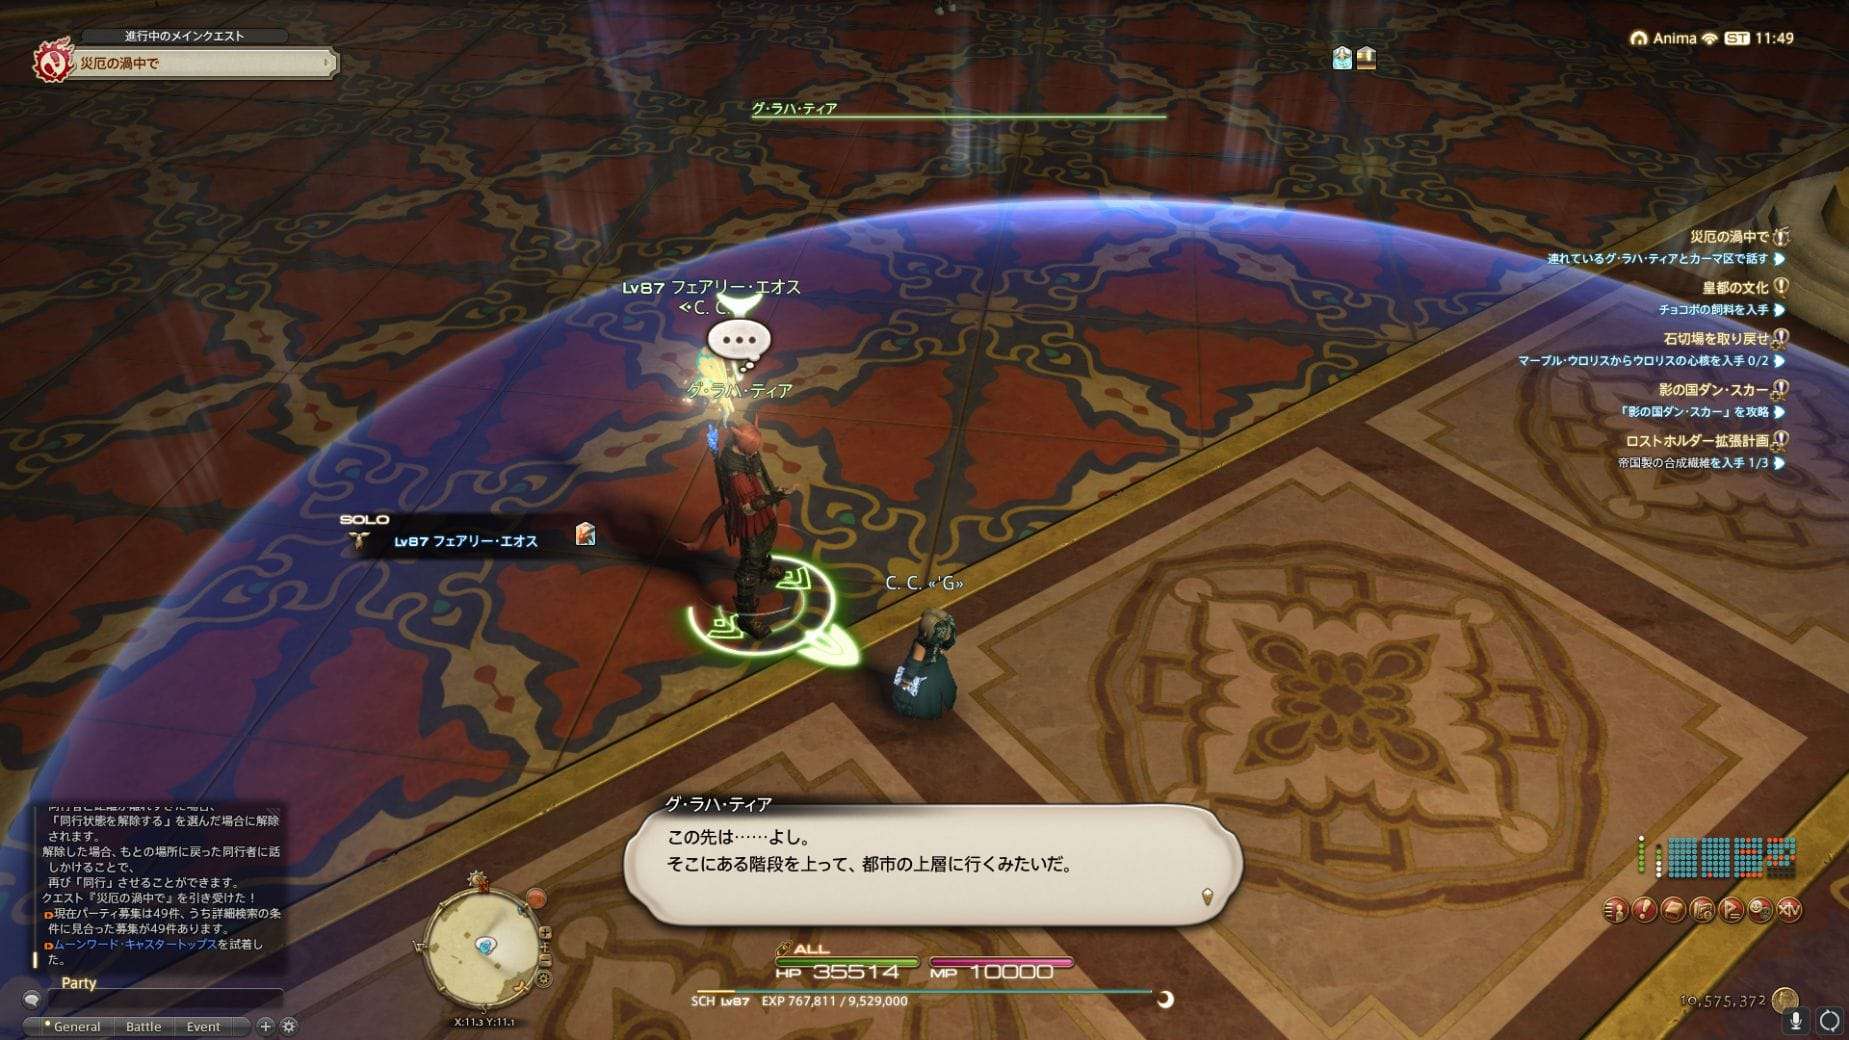 進行中のメインクエスト
災厄の渦中で
Anima ST 11:49
グ・ラハ・ティア
災厄の渦中で
連れているグ・ラハ・ティアとカーマ区で話す
皇都の文化
チョコボの飼料を入手
石切場を取り戻せ
マーブル・ウロリスからウロリスの心核を入手 0/2
影の国ダン・スカー
「影の国ダン・スカー」を攻略
ロストホルダー拡張計画
帝国製の合成繊維を入手 1/3
Lv87 フェアリー・エオス
«C. C.
グ・ラハ・ティア
SOLO
Lv87 フェアリー・エオス
C. C. «'G»
グ・ラハ・ティア
この先は……よし。
そこにある階段を上って、都市の上層に行くみたいだ。
「同行状態を解除する」を選んだ場合に解除
されます。
解除した場合、もとの場所に戻った同行者に話
しかけることで、
再び「同行」させることができます。
クエスト『災厄の渦中で』を引き受けた！
現在パーティ募集は49件、うち詳細検索の条
件に見合った募集が49件あります。
ムーンワード・キャスタートップスを試着し
た。
Party
General Battle Event
X:11.3 Y:11.1
ALL
HP 35514 MP 10000
SCH Lv87 EXP 767,811 / 9,529,000
10,575,372
XIV